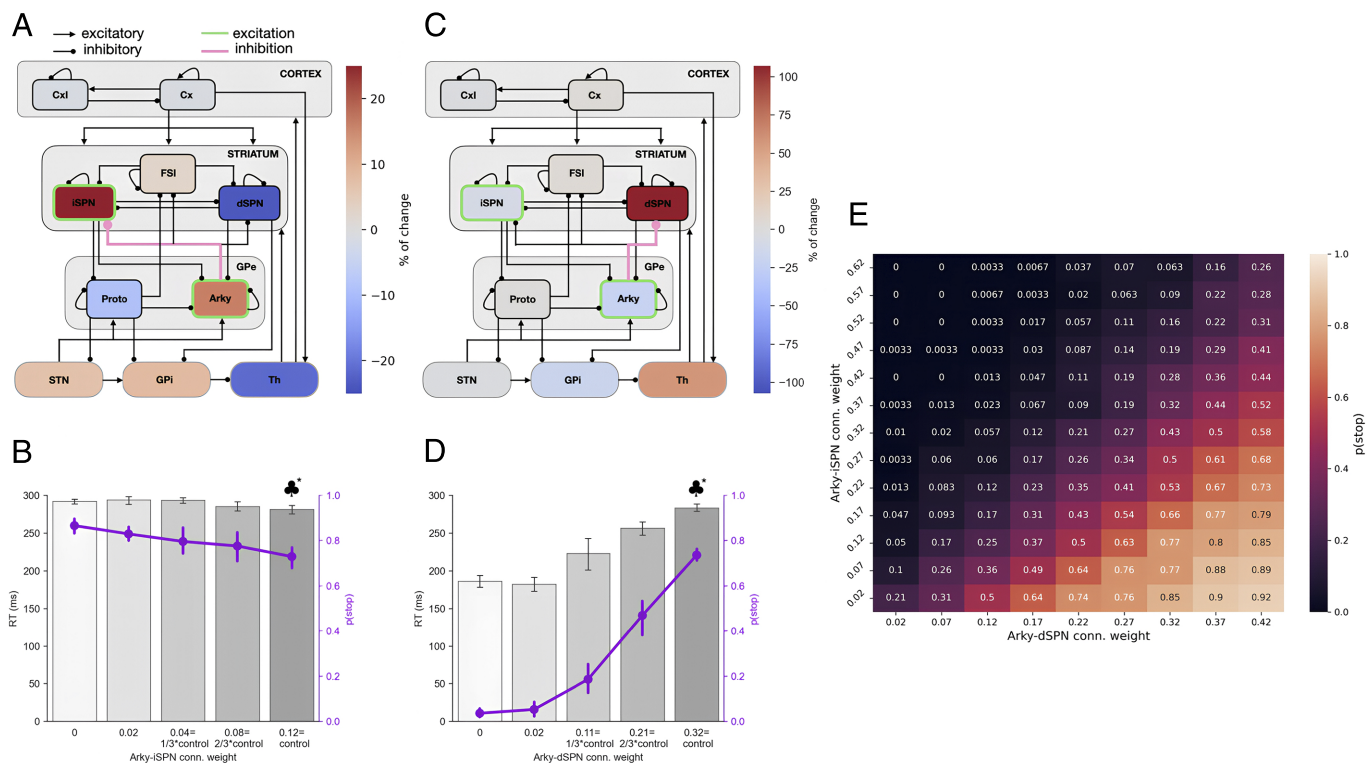 A
excitatory
inhibitory
excitation
inhibition
CORTEX
CxI
Cx
STRIATUM
FSI
iSPN
dSPN
GPe
Proto
Arky
STN
GPi
Th
20
10
0
−10
−20
% of change
C
CORTEX
CxI
Cx
STRIATUM
FSI
iSPN
dSPN
GPe
Proto
Arky
STN
GPi
Th
100
75
50
25
0
−25
−50
−75
−100
% of change
B
RT (ms)
300
250
200
150
100
50
0
*
1.0
0.8
0.6
0.4
0.2
0.0
p(stop)
0 0.02 0.04= 0.08= 0.12=
1/3*control 2/3*control control
Arky-iSPN conn. weight
D
RT (ms)
300
250
200
150
100
50
0
*
1.0
0.8
0.6
0.4
0.2
0.0
p(stop)
0 0.02 0.11= 0.21= 0.32=
1/3*control 2/3*control control
Arky-dSPN conn. weight
E
Arky-iSPN conn. weight
0.62 0 0 0.0033 0.0067 0.037 0.07 0.063 0.16 0.26
0.57 0 0 0.0067 0.0033 0.02 0.063 0.09 0.22 0.28
0.52 0 0 0.0033 0.017 0.057 0.11 0.16 0.22 0.31
0.47 0.0033 0.0033 0.0033 0.03 0.087 0.14 0.19 0.29 0.41
0.42 0 0 0.013 0.047 0.11 0.19 0.28 0.36 0.44
0.37 0.0033 0.013 0.023 0.067 0.09 0.19 0.32 0.44 0.52
0.32 0.01 0.02 0.057 0.12 0.21 0.27 0.43 0.5 0.58
0.27 0.0033 0.06 0.06 0.17 0.26 0.34 0.5 0.61 0.68
0.22 0.013 0.083 0.12 0.23 0.35 0.41 0.53 0.67 0.73
0.17 0.047 0.093 0.17 0.31 0.43 0.54 0.66 0.77 0.79
0.12 0.05 0.17 0.25 0.37 0.5 0.63 0.77 0.8 0.85
0.07 0.1 0.26 0.36 0.49 0.64 0.76 0.77 0.88 0.89
0.02 0.21 0.31 0.5 0.64 0.74 0.76 0.85 0.9 0.92
0.02 0.07 0.12 0.17 0.22 0.27 0.32 0.37 0.42
Arky-dSPN conn. weight
1.0
0.8
0.6
0.4
0.2
0.0
p(stop)